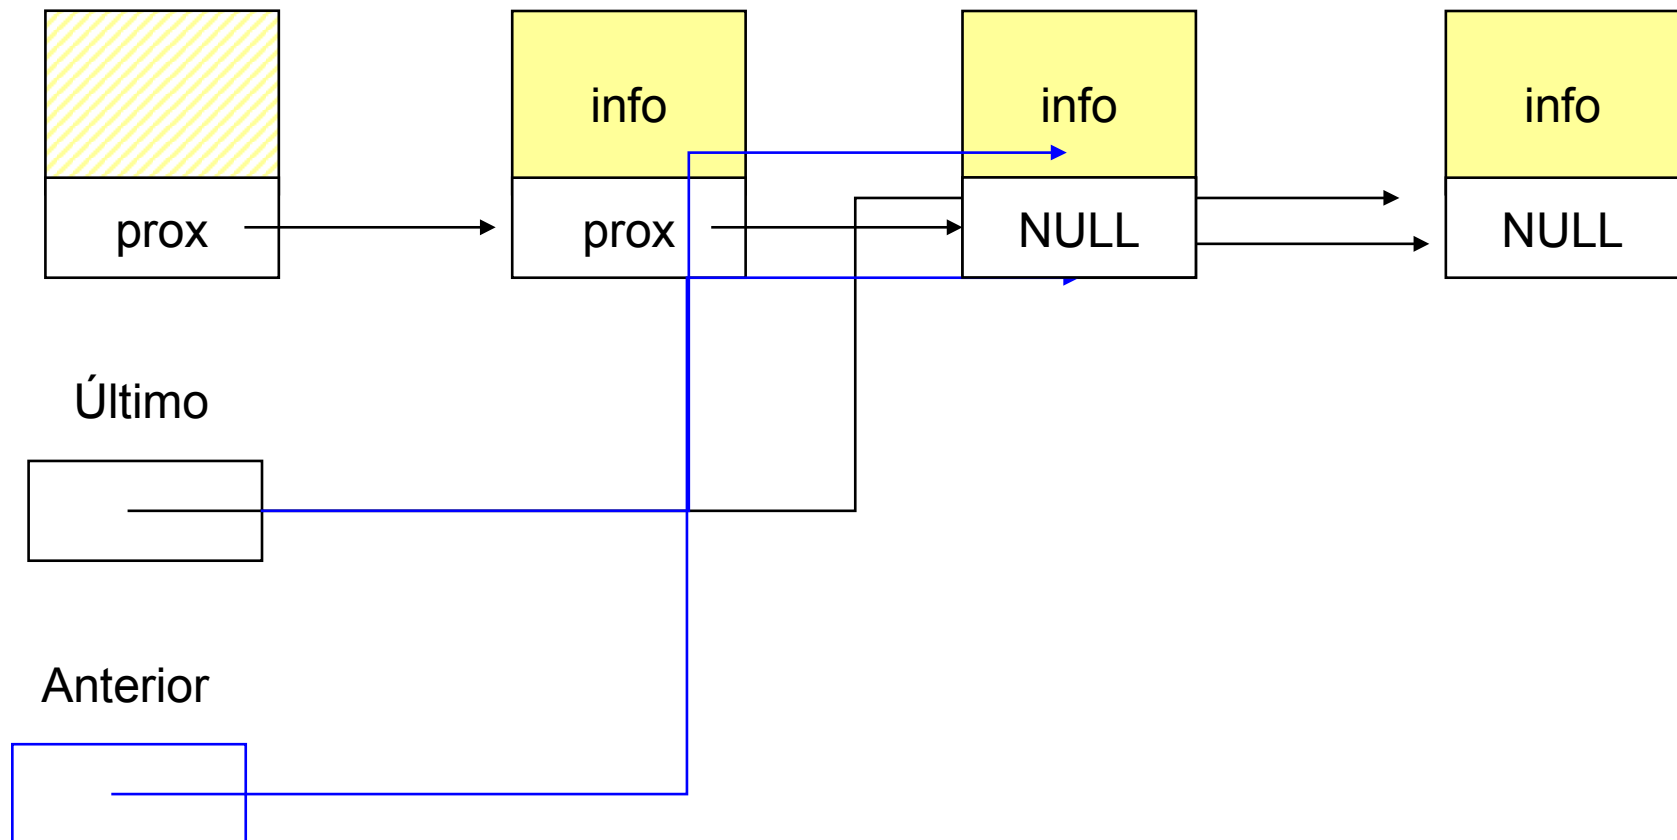 info
info
info
prox
prox
NULL
NULL
Último
Anterior